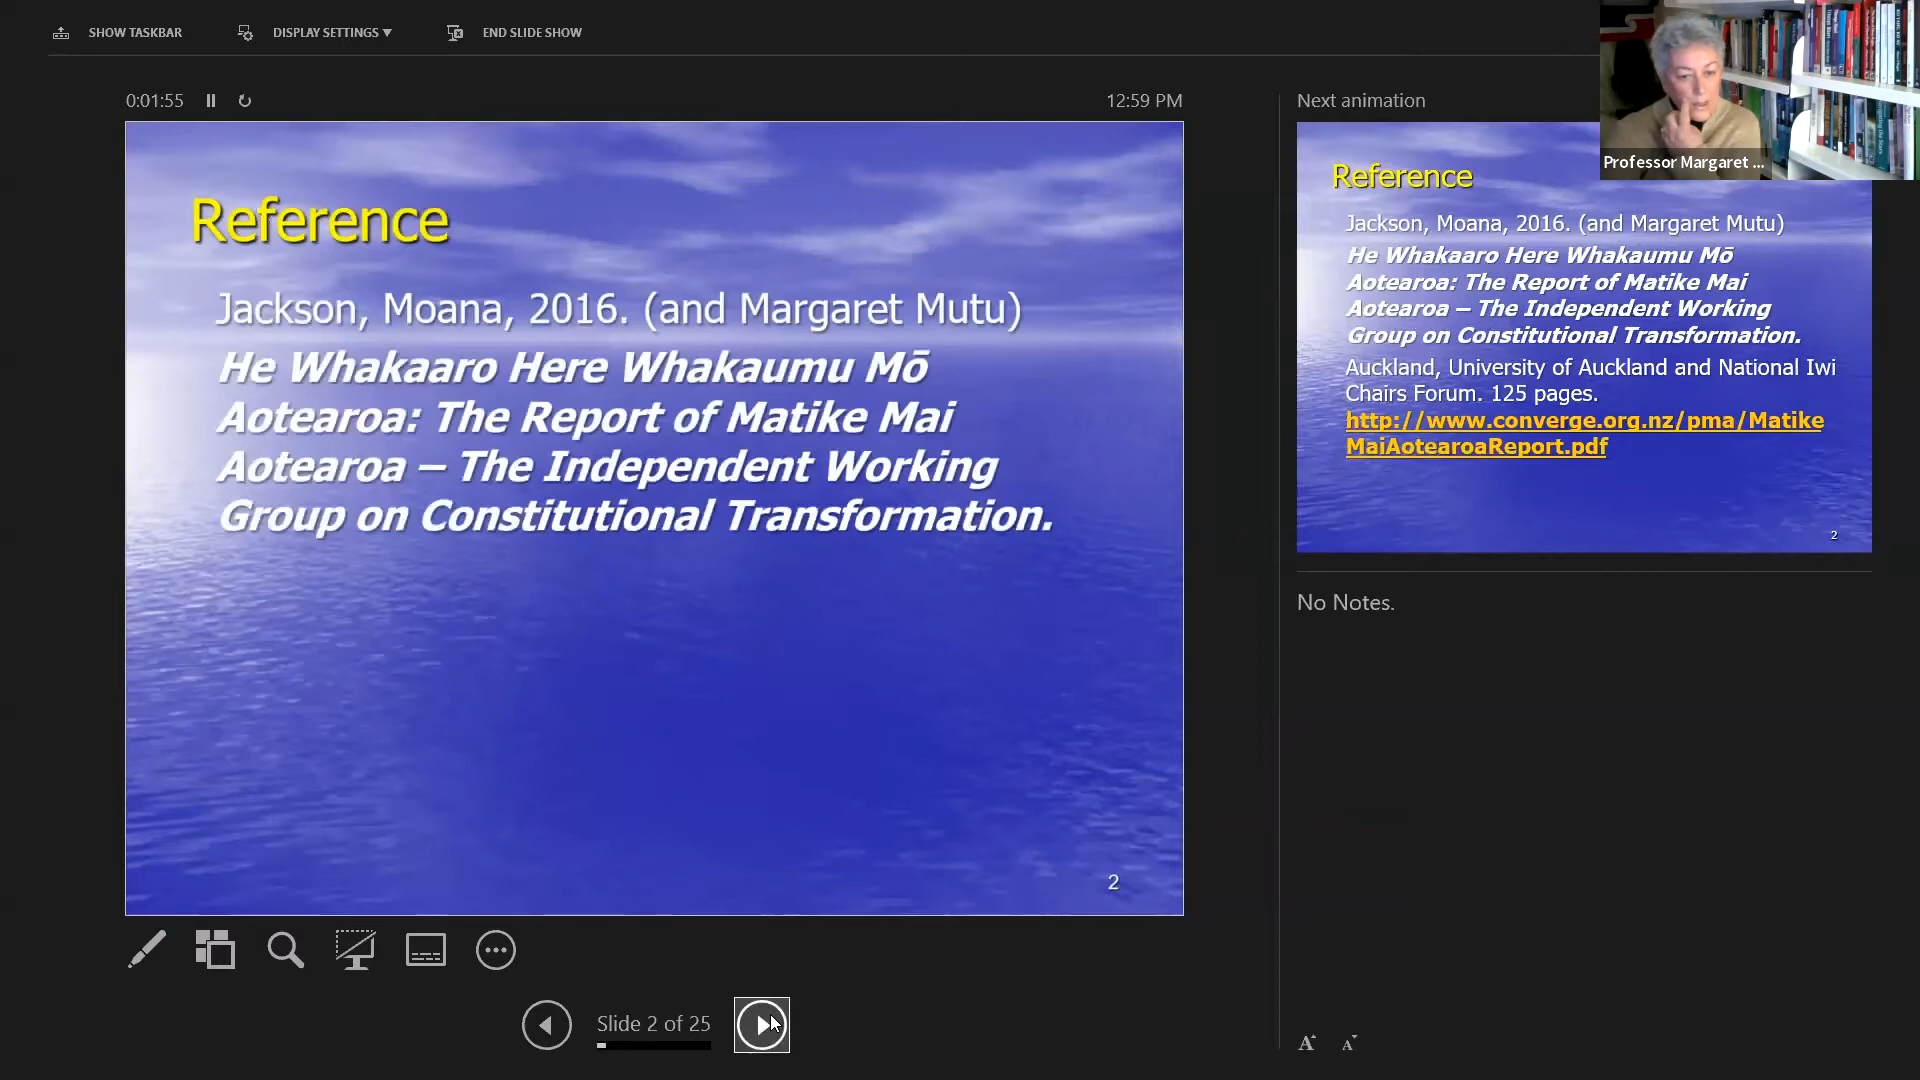 SHOW TASKBAR
DISPLAY SETTINGS
END SLIDE SHOW
0:01:55
12:59 PM
Reference
Jackson, Moana, 2016. (and Margaret Mutu)
He Whakaaro Here Whakaumu Mō
Aotearoa: The Report of Matike Mai
Aotearoa – The Independent Working
Group on Constitutional Transformation.
2
Slide 2 of 25
Next animation
Professor Margaret ...
Reference
Jackson, Moana, 2016. (and Margaret Mutu)
He Whakaaro Here Whakaumu Mō
Aotearoa: The Report of Matike Mai
Aotearoa – The Independent Working
Group on Constitutional Transformation.
Auckland, University of Auckland and National Iwi
Chairs Forum. 125 pages.
http://www.converge.org.nz/pma/Matike
MaiAotearoaReport.pdf
2
No Notes.
A A